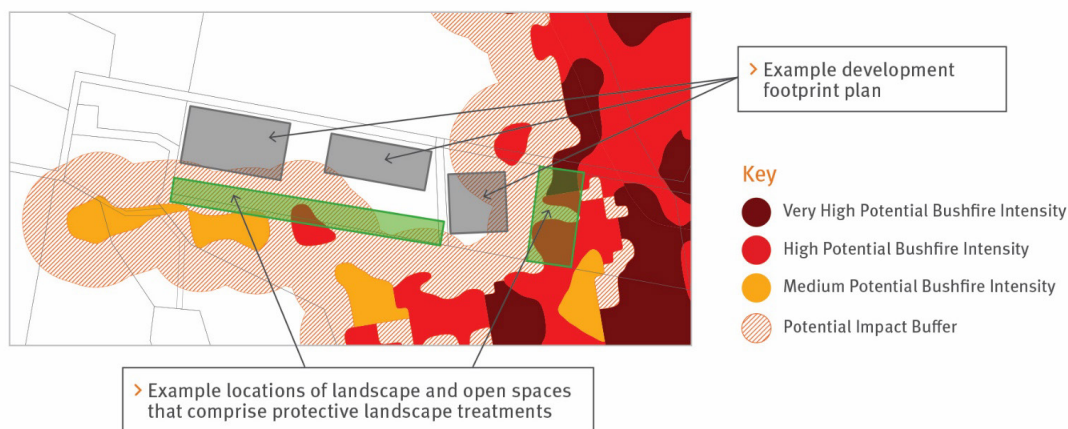 > Example development
footprint plan
Key
Very High Potential Bushfire Intensity
High Potential Bushfire Intensity
Medium Potential Bushfire Intensity
Potential Impact Buffer
> Example locations of landscape and open spaces
that comprise protective landscape treatments